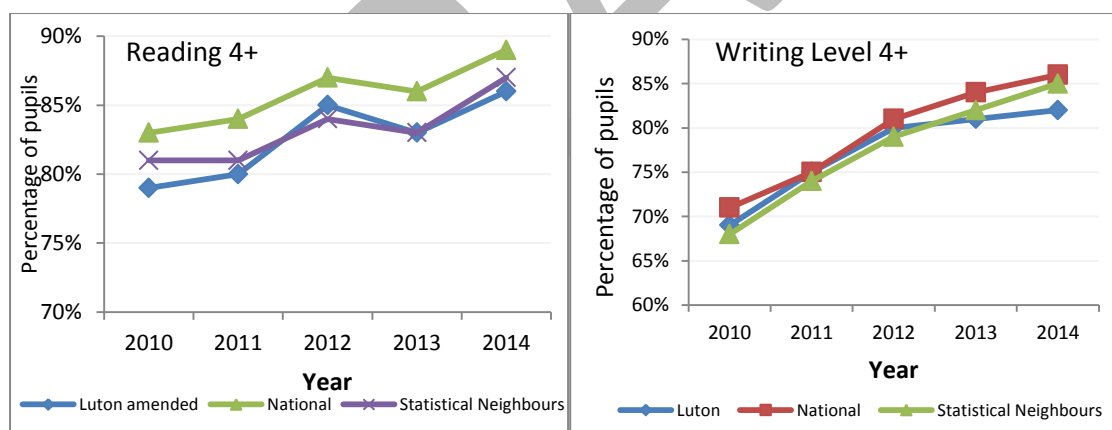 Reading 4+
Percentage of pupils
90%
85%
80%
75%
70%
2010 2011 2012 2013 2014
Year
Luton amended National Statistical Neighbours
Writing Level 4+
Percentage of pupils
90%
85%
80%
75%
70%
65%
60%
2010 2011 2012 2013 2014
Year
Luton National Statistical Neighbours